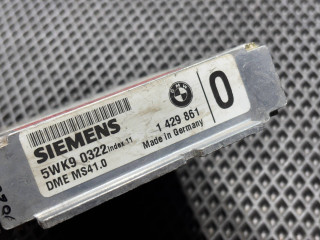 SIEMENS
5WK9 0322 Index.11
DME MS41.0
1 429 861
Made in Germany
0